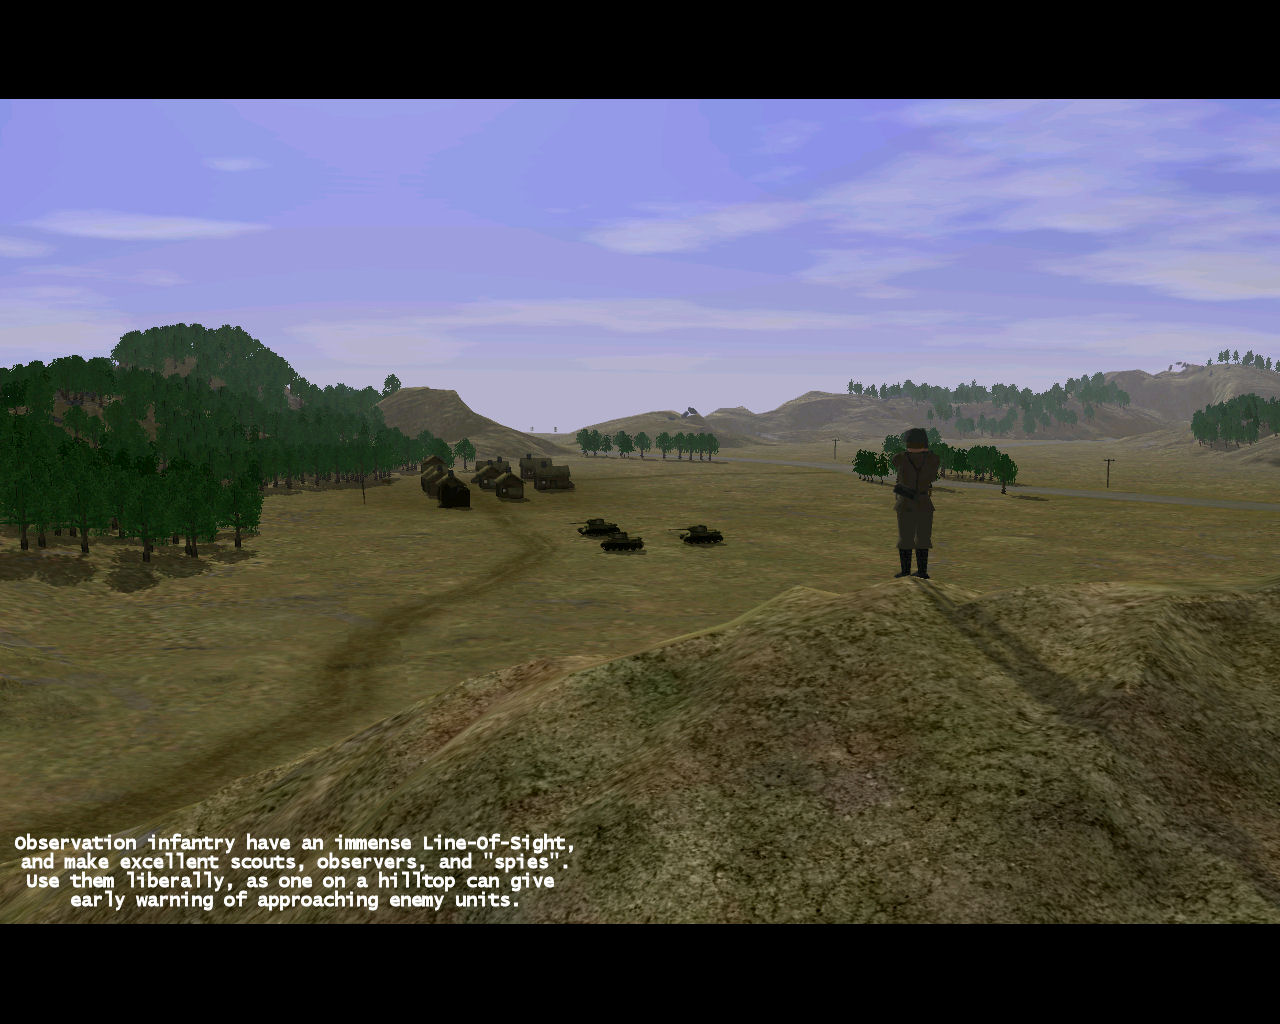 Observation infantry have an immense Line-Of-Sight,
and make excellent scouts, observers, and "spies".
Use them liberally, as one on a hilltop can give
early warning of approaching enemy units.